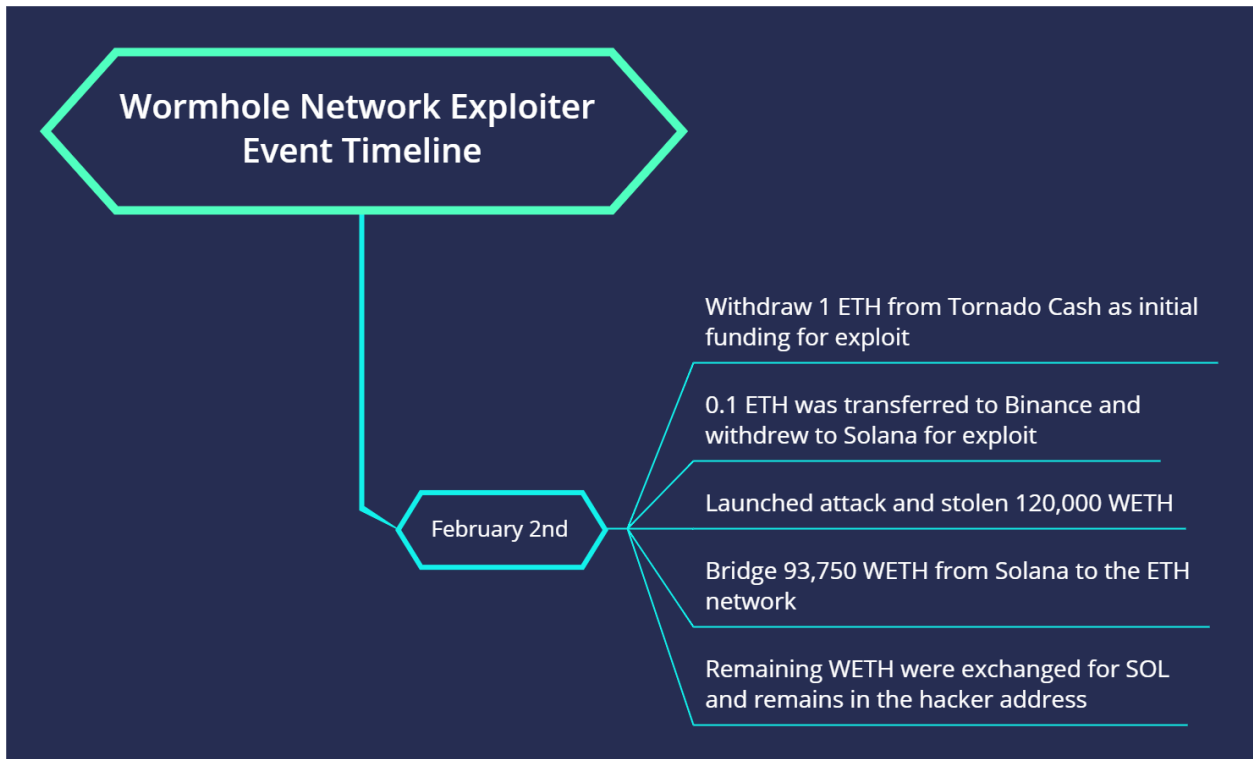 Wormhole Network Exploiter
Event Timeline
February 2nd
Withdraw 1 ETH from Tornado Cash as initial
funding for exploit
0.1 ETH was transferred to Binance and
withdrew to Solana for exploit
Launched attack and stolen 120,000 WETH
Bridge 93,750 WETH from Solana to the ETH
network
Remaining WETH were exchanged for SOL
and remains in the hacker address